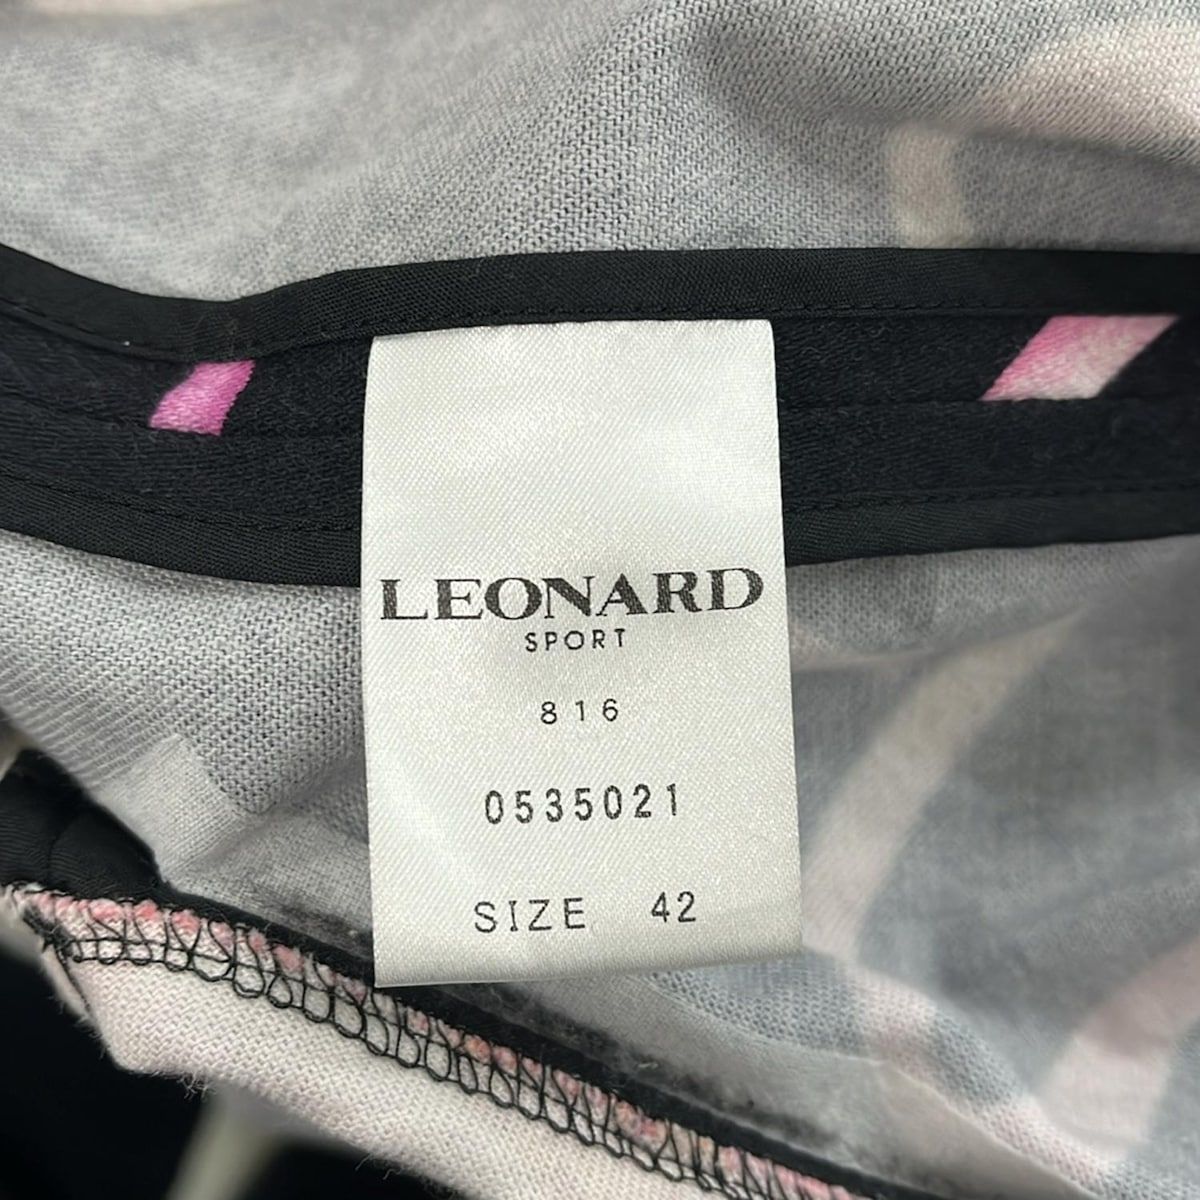 LEONARD
SPORT
816
0535021
SIZE 42